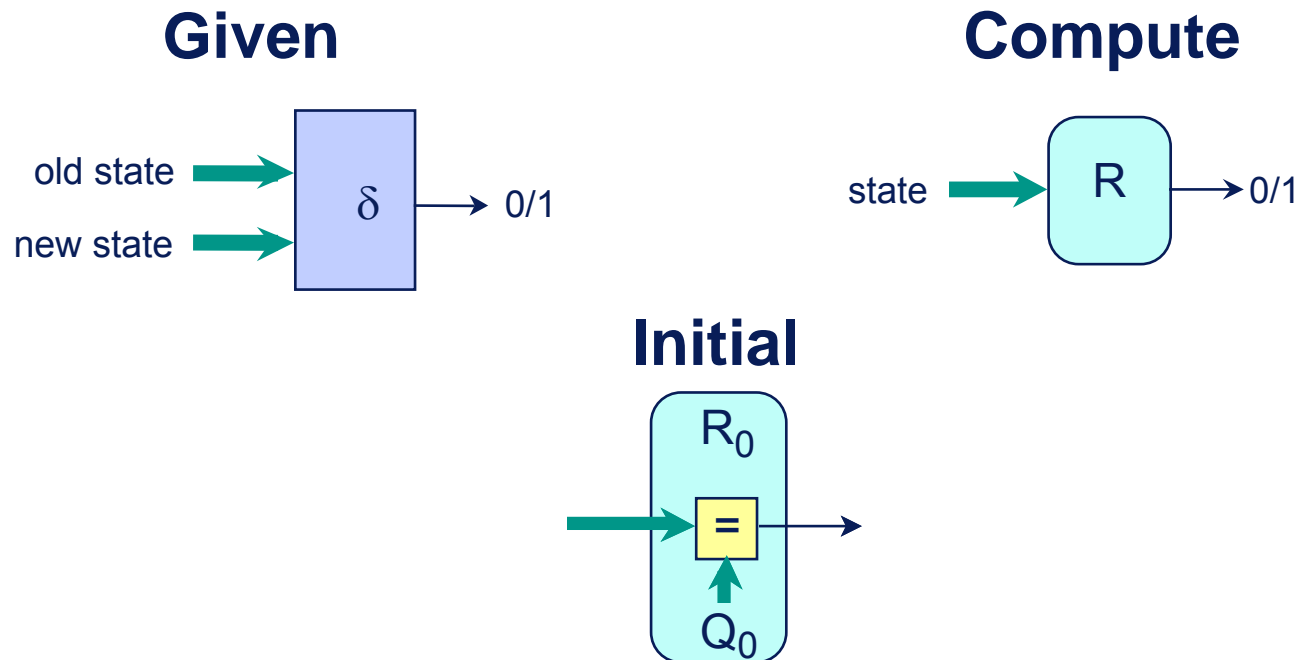 Given
old state
new state
δ
0/1
Compute
state
R
0/1
Initial
R₀
=
Q₀